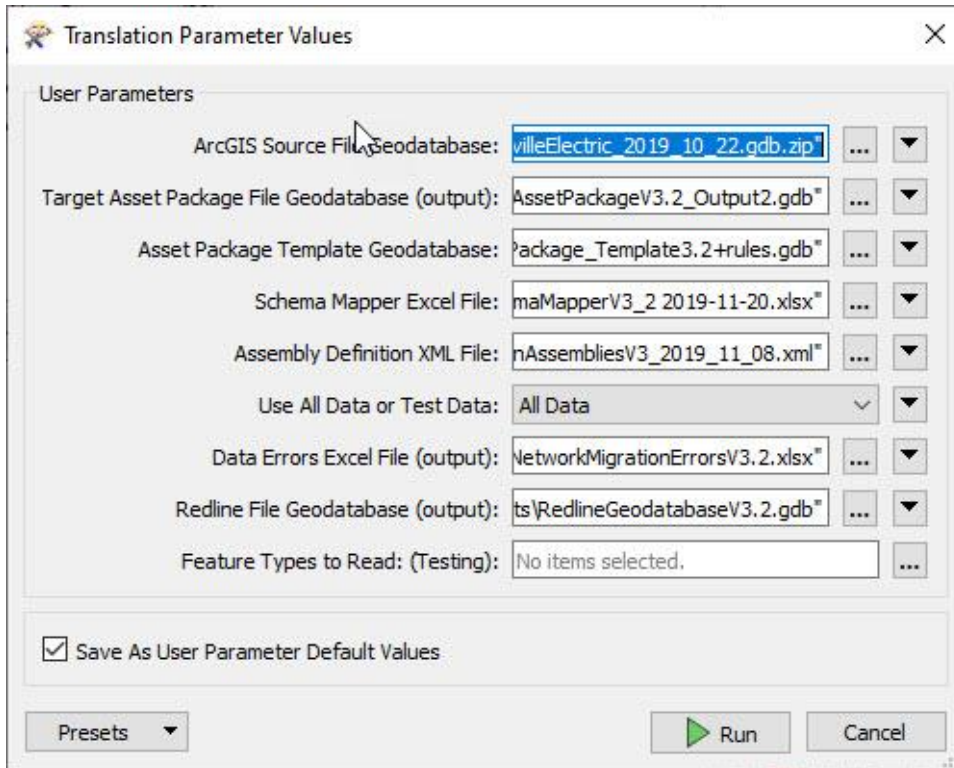 Translation Parameter Values
User Parameters
ArcGIS Source File Geodatabase: villeElectric_2019_10_22.gdb.zip" ...
Target Asset Package File Geodatabase (output): AssetPackageV3.2_Output2.gdb" ...
Asset Package Template Geodatabase: Package_Template3.2+rules.gdb" ...
Schema Mapper Excel File: maMapperV3_2 2019-11-20.xlsx" ...
Assembly Definition XML File: nAssembliesV3_2019_11_08.xml" ...
Use All Data or Test Data: All Data
Data Errors Excel File (output): NetworkMigrationErrorsV3.2.xlsx" ...
Redline File Geodatabase (output): ts\RedlineGeodatabaseV3.2.gdb" ...
Feature Types to Read: (Testing): No items selected. ...
Save As User Parameter Default Values
Presets Run Cancel